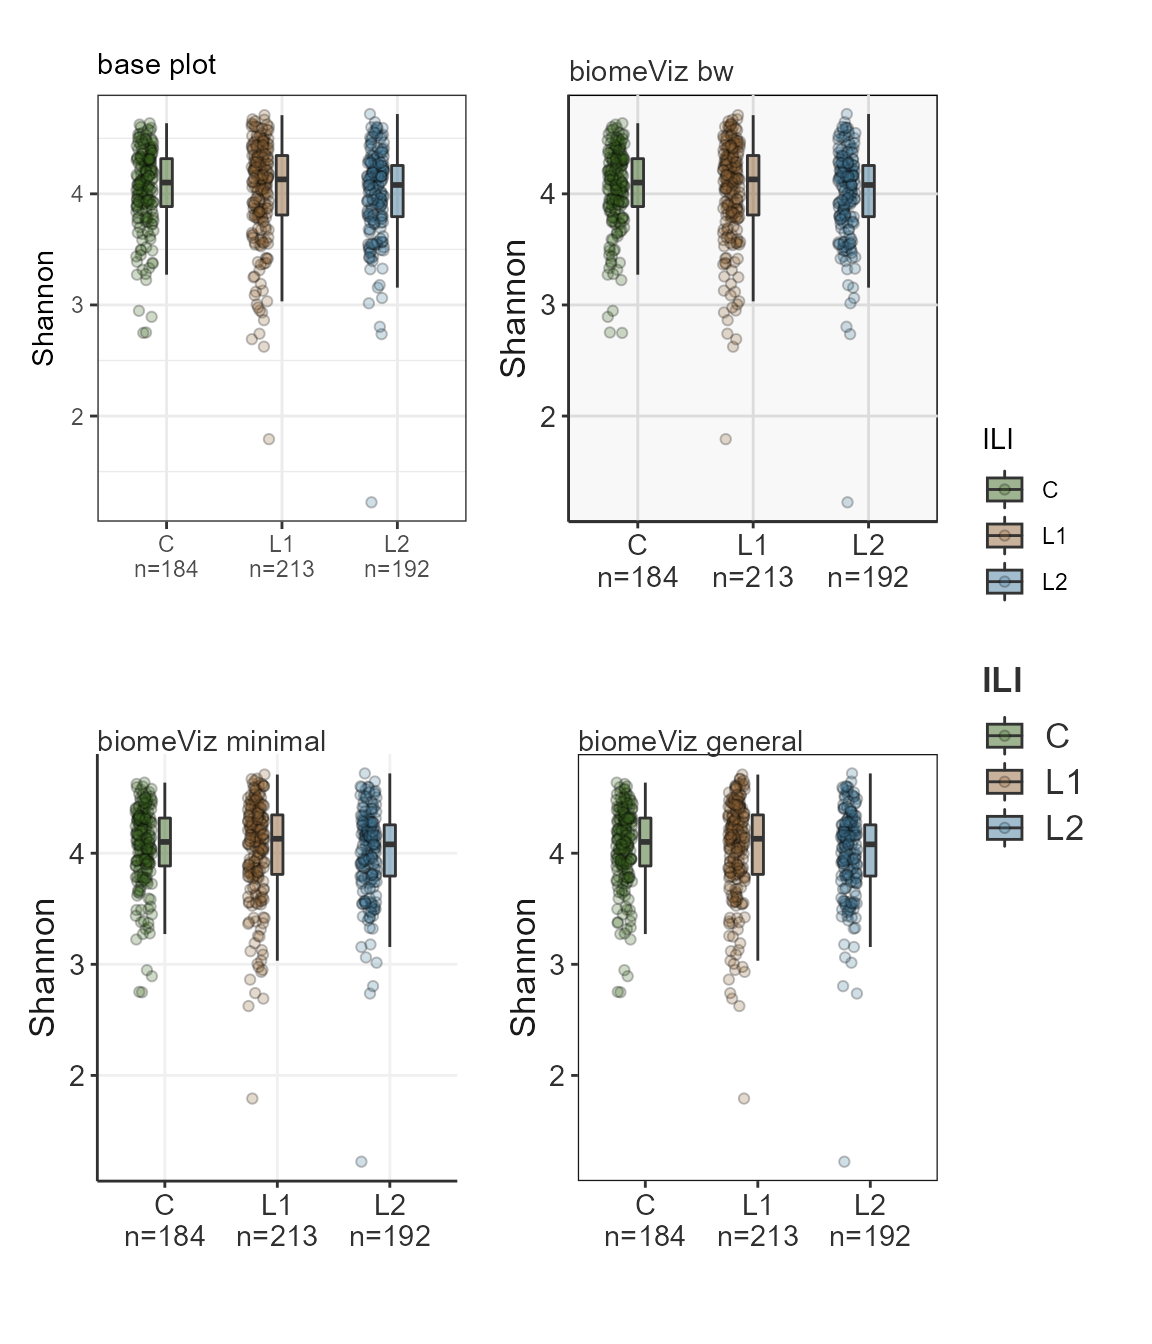 base plot
Shannon
4
3
2
C
n=184
L1
n=213
L2
n=192
biomeViz bw
Shannon
4
3
2
C
n=184
L1
n=213
L2
n=192
ILI
C
L1
L2
ILI
C
L1
L2
biomeViz minimal
Shannon
4
3
2
C
n=184
L1
n=213
L2
n=192
biomeViz general
Shannon
4
3
2
C
n=184
L1
n=213
L2
n=192